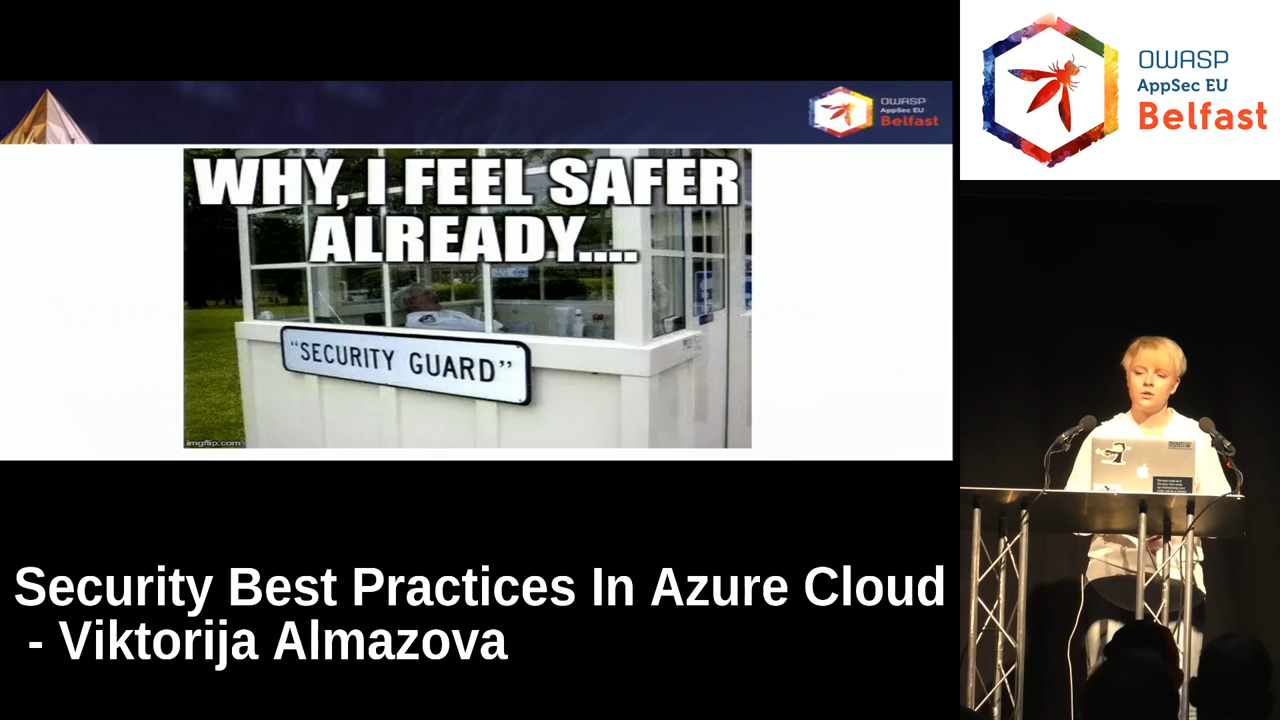 OWASP
AppSec EU
Belfast
WHY, I FEEL SAFER
ALREADY....
"SECURITY GUARD"
imgflip.com
OWASP
AppSec EU
Belfast
Security Best Practices In Azure Cloud
- Viktorija Almazova